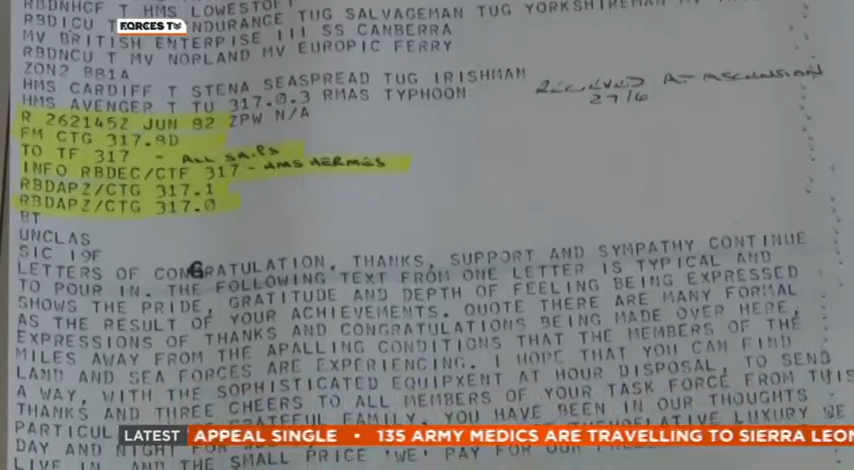 RBDNHCF T HMS LOWESTOFT
FORCES TV
RBDICU T ENDURANCE TUG SALVAGEMAN TUG YORKSHIREMAN
MV BRITISH ENTERPISE III SS CANBERRA
RBDNCU T MV NORLAND MV EUROPIC FERRY
ZON2 BB1A
HMS CARDIFF T STENA SEASPREAD TUG IRISHMAN
HMS AVENGER T TU 317.0.3 RMAS TYPHOON
RECEIVED AT ASCENSION
27/6
R 262145Z JUN 82 ZPW N/A
FM CTG 317.9D
TO TF 317 - ALL SHIPS
INFO RBDEC/CTF 317 - HMS HERMES
RBDAPZ/CTG 317.1
RBDAPZ/CTG 317.0
BT
UNCLAS
SIC 19F
LETTERS OF CONGRATULATION, THANKS, SUPPORT AND SYMPATHY CONTINUE
TO POUR IN. THE FOLLOWING TEXT FROM ONE LETTER IS TYPICAL AND
SHOWS THE PRIDE, GRATITUDE AND DEPTH OF FEELING BEING EXPRESSED
AS THE RESULT OF YOUR ACHIEVEMENTS. QUOTE THERE ARE MANY FORMAL
EXPRESSIONS OF THANKS AND CONGRATULATIONS BEING MADE OVER HERE,
MILES AWAY FROM THE APALLING CONDITIONS THAT THE MEMBERS OF THE
LAND AND SEA FORCES ARE EXPERIENCING. I HOPE THAT YOU CAN FIND
A WAY, WITH THE SOPHISTICATED EQUIPXENT AT HOUR DISPOSAL, TO SEND
THANKS AND THREE CHEERS TO ALL MEMBERS OF YOUR TASK FORCE FROM THIS
PARTICUL GRATEFUL FAMILY. YOU HAVE BEEN IN OUR THOUGHTS
DAY AND NIGHT RELATIVE LUXURY WE
LIVE IN AND THE SMALL PRICE 'WE' PAY FOR OUR
LATEST APPEAL SINGLE • 135 ARMY MEDICS ARE TRAVELLING TO SIERRA LEON